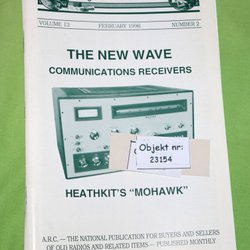 VOLUME 13
FEBRUARY 1996
NUMBER 2
THE NEW WAVE
COMMUNICATIONS RECEIVERS
Objekt nr:
23154
HEATHKIT'S "MOHAWK"
A.R.C. — THE NATIONAL PUBLICATION FOR BUYERS AND SELLERS
OF OLD RADIOS AND RELATED ITEMS — PUBLISHED MONTHLY